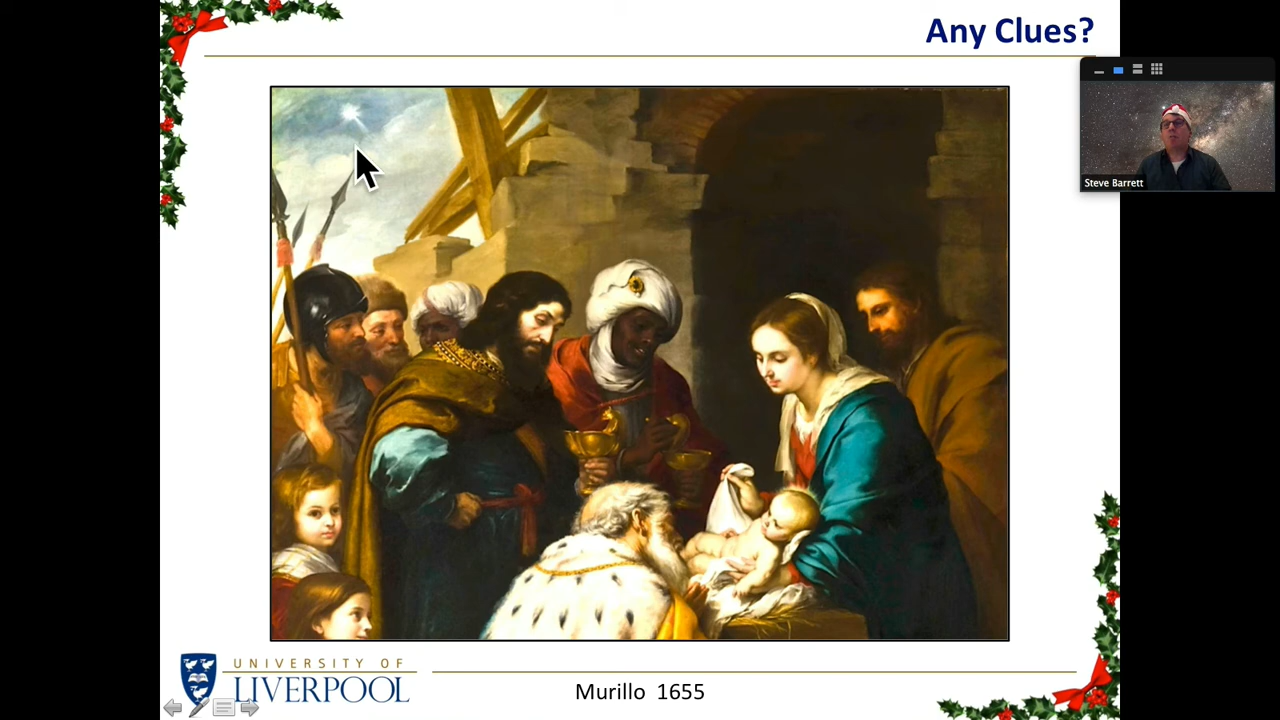 Any Clues?
Steve Barrett
UNIVERSITY OF
LIVERPOOL
Murillo 1655